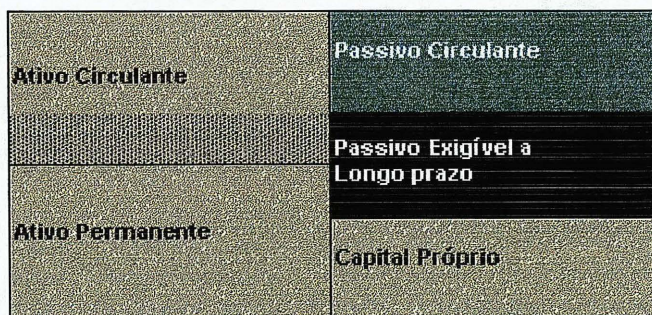 Ativo Circulante
Ativo Permanente
Passivo Circulante
Passivo Exigível a
Longo prazo
Capital Próprio